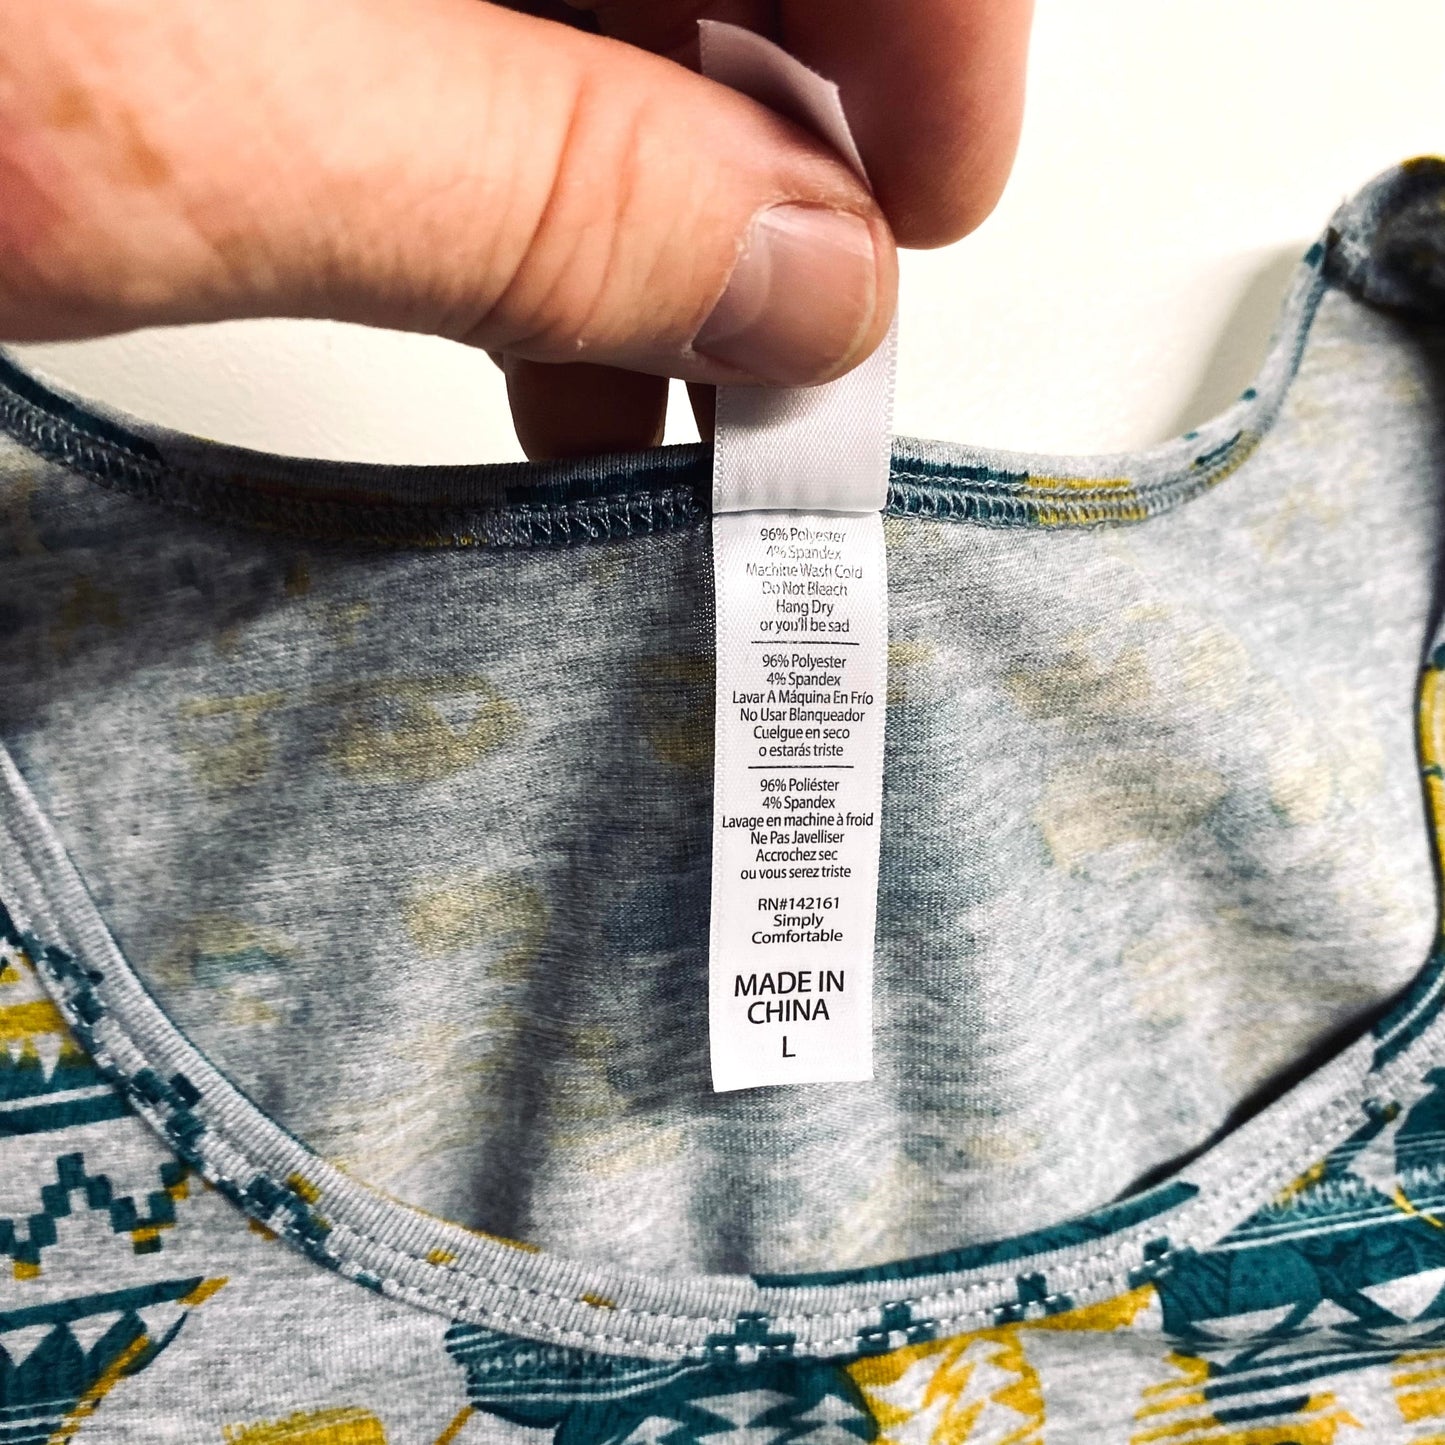 96% Polyester
4% Spandex
Machine Wash Cold
Do Not Bleach
Hang Dry
or you'll be sad
96% Polyester
4% Spandex
Lavar A Máquina En Frío
No Usar Blanqueador
Cuelgue en seco
o estarás triste
96% Poliéster
4% Spandex
Lavage en machine à froid
Ne Pas Javelliser
Accrochez sec
ou vous serez triste
RN#142161
Simply
Comfortable
MADE IN
CHINA
L